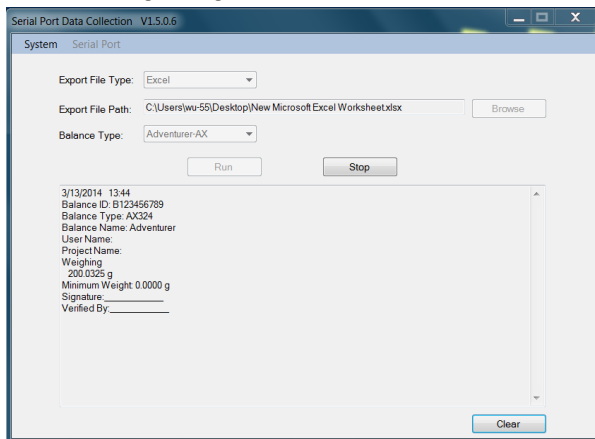 Serial Port Data Collection V1.5.0.6
System Serial Port
Export File Type: Excel
Export File Path: C:\Users\wu-55\Desktop\New Microsoft Excel Worksheet.xlsx Browse
Balance Type: Adventurer-AX
Run Stop
3/13/2014 13:44
Balance ID: B123456789
Balance Type: AX324
Balance Name: Adventurer
User Name:
Project Name:
Weighing
200.0325 g
Minimum Weight: 0.0000 g
Signature:___________
Verified By:___________
Clear